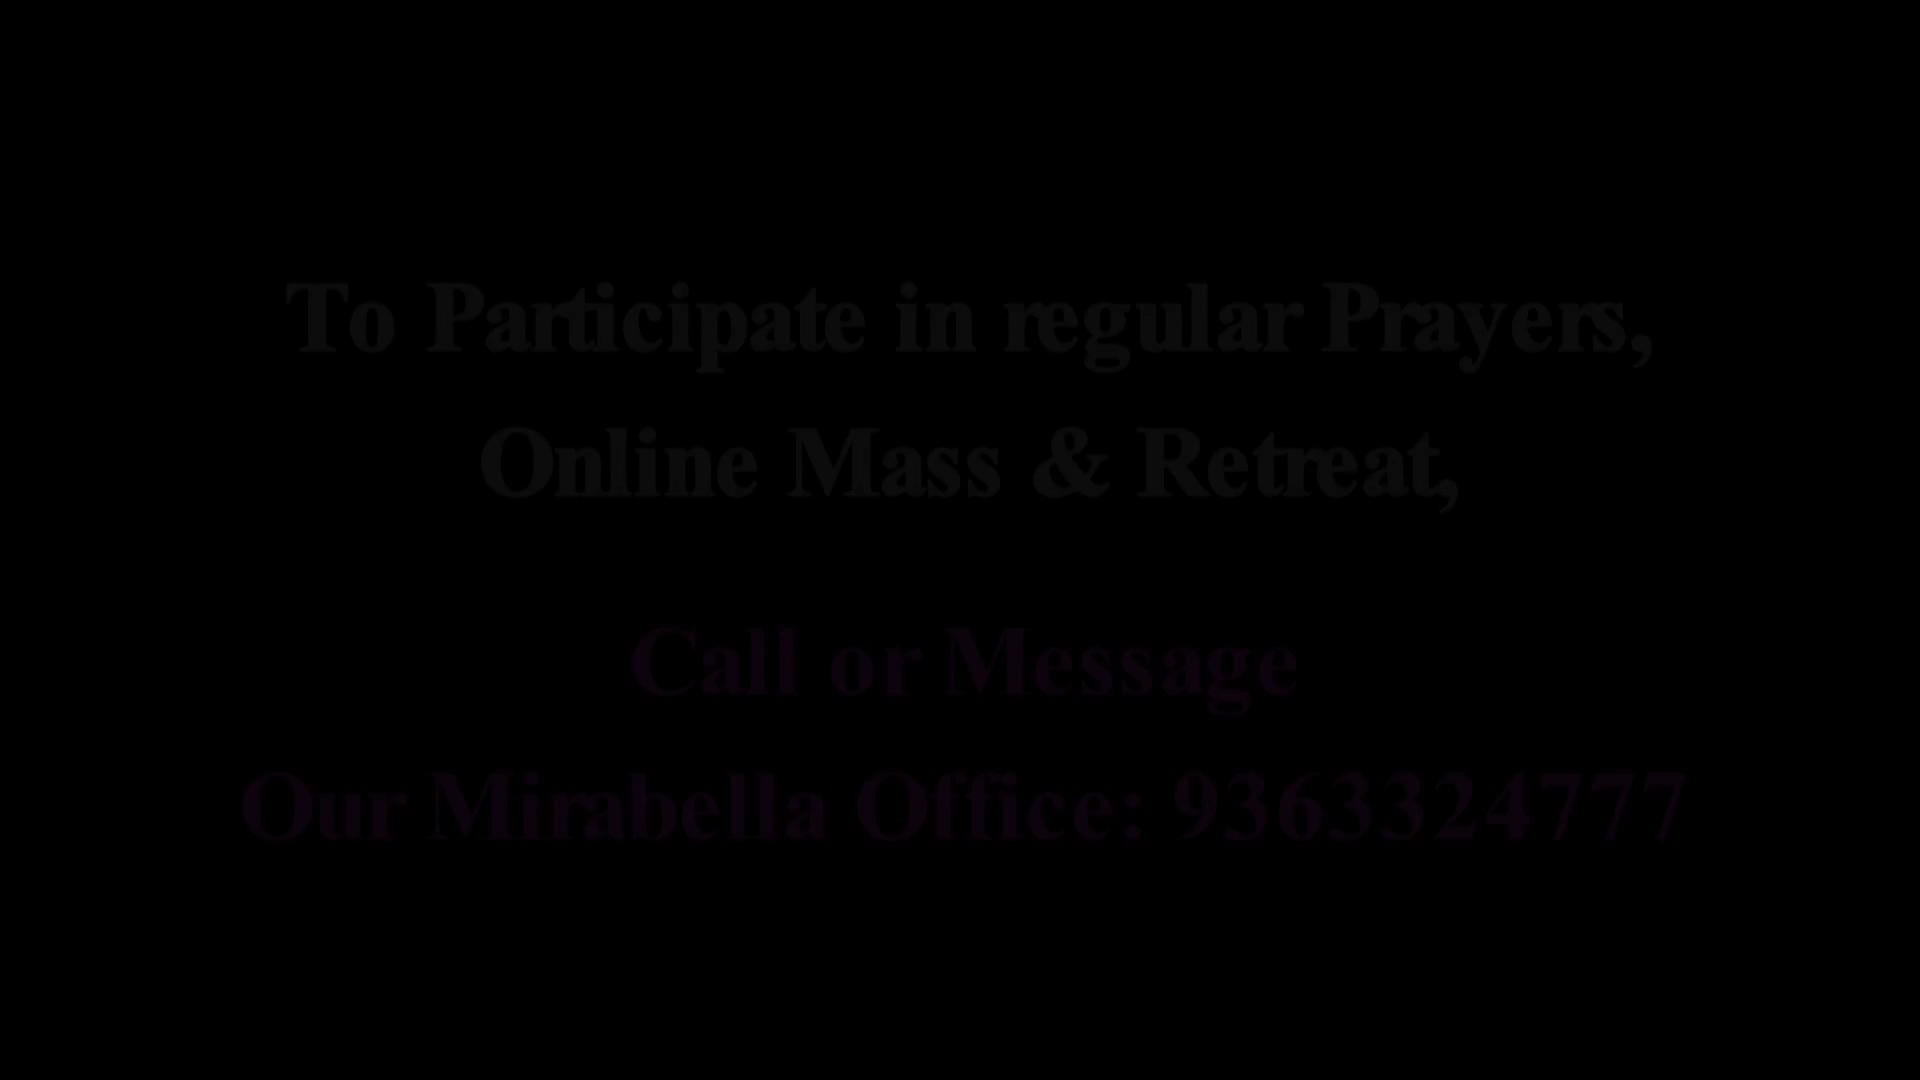 To Participate in regular Prayers,
Online Mass & Retreat,
Call or Message
Our Mirabella Office: 9363324777